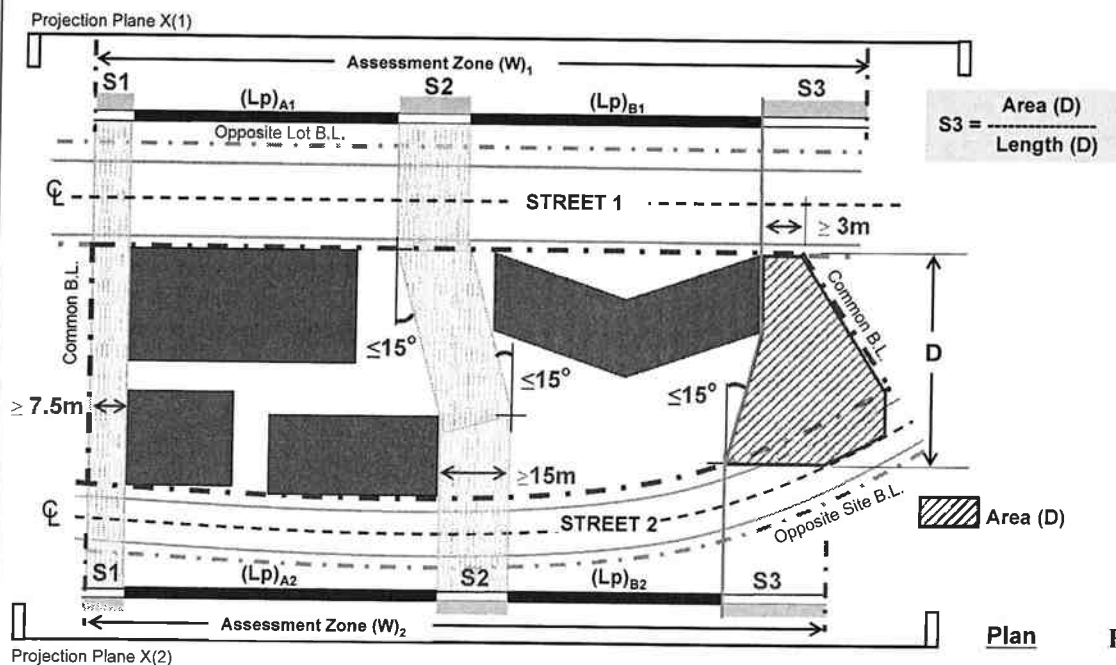 Projection Plane X(1)
Assessment Zone (W)1
S1
(Lp)A1
S2
(Lp)B1
S3
S3 = Area (D)
Length (D)
Opposite Lot B.L.
℄
STREET 1
≥ 3m
Common B.L.
Common B.L.
≤15°
≤15°
≤15°
D
≥ 7.5m
≥15m
℄
STREET 2
Opposite Site B.L.
Area (D)
S1
(Lp)A2
S2
(Lp)B2
S3
Assessment Zone (W)2
Plan
Projection Plane X(2)